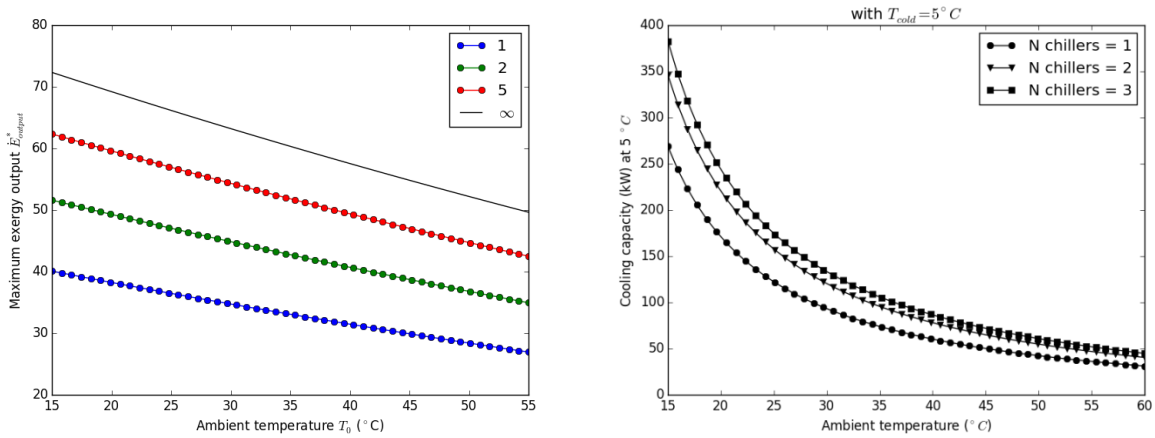 80
70
60
50
40
30
20
Maximum exergy output Ė*output
1
2
5
∞
15 20 25 30 35 40 45 50 55
Ambient temperature T0 (°C)
with Tcold=5°C
400
350
300
250
200
150
100
50
0
Cooling capacity (kW) at 5 °C
N chillers = 1
N chillers = 2
N chillers = 3
15 20 25 30 35 40 45 50 55 60
Ambient temperature (°C)